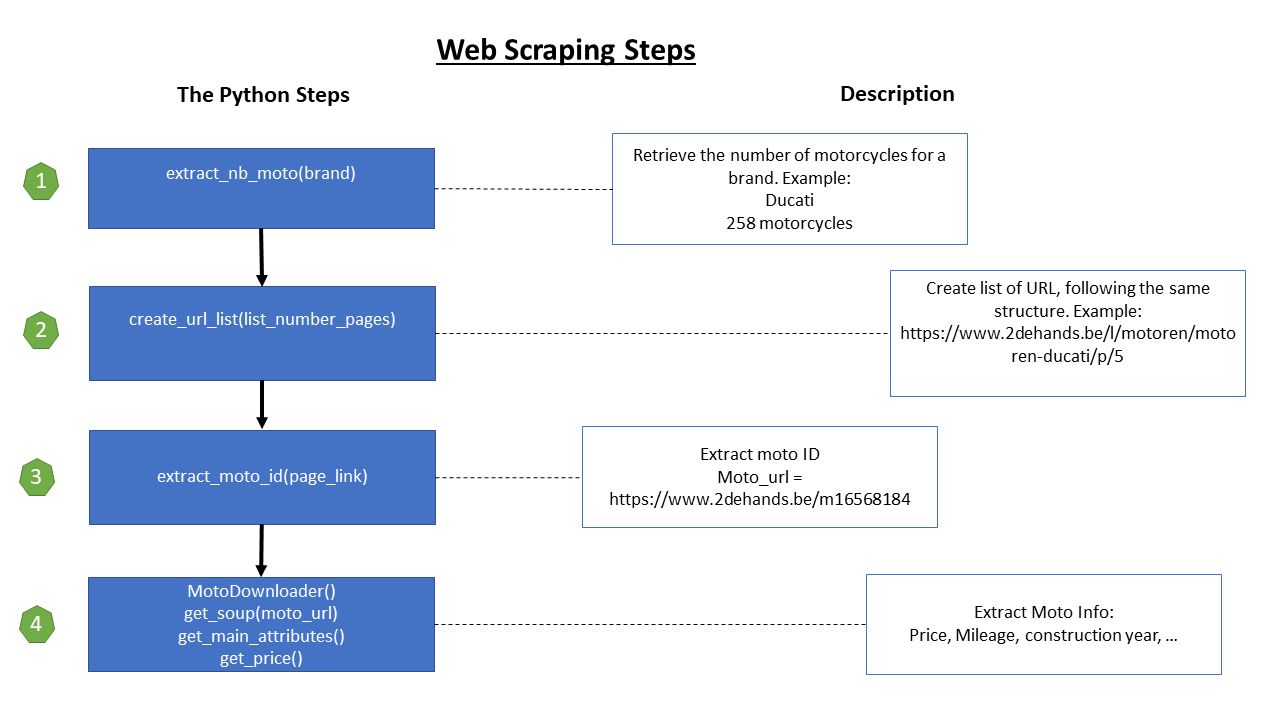 Web Scraping Steps
The Python Steps
Description
1
extract_nb_moto(brand)
Retrieve the number of motorcycles for a
brand. Example:
Ducati
258 motorcycles
2
create_url_list(list_number_pages)
Create list of URL, following the same
structure. Example:
https://www.2dehands.be/l/motoren/moto
ren-ducati/p/5
3
extract_moto_id(page_link)
Extract moto ID
Moto_url =
https://www.2dehands.be/m16568184
4
MotoDownloader()
get_soup(moto_url)
get_main_attributes()
get_price()
Extract Moto Info:
Price, Mileage, construction year, …